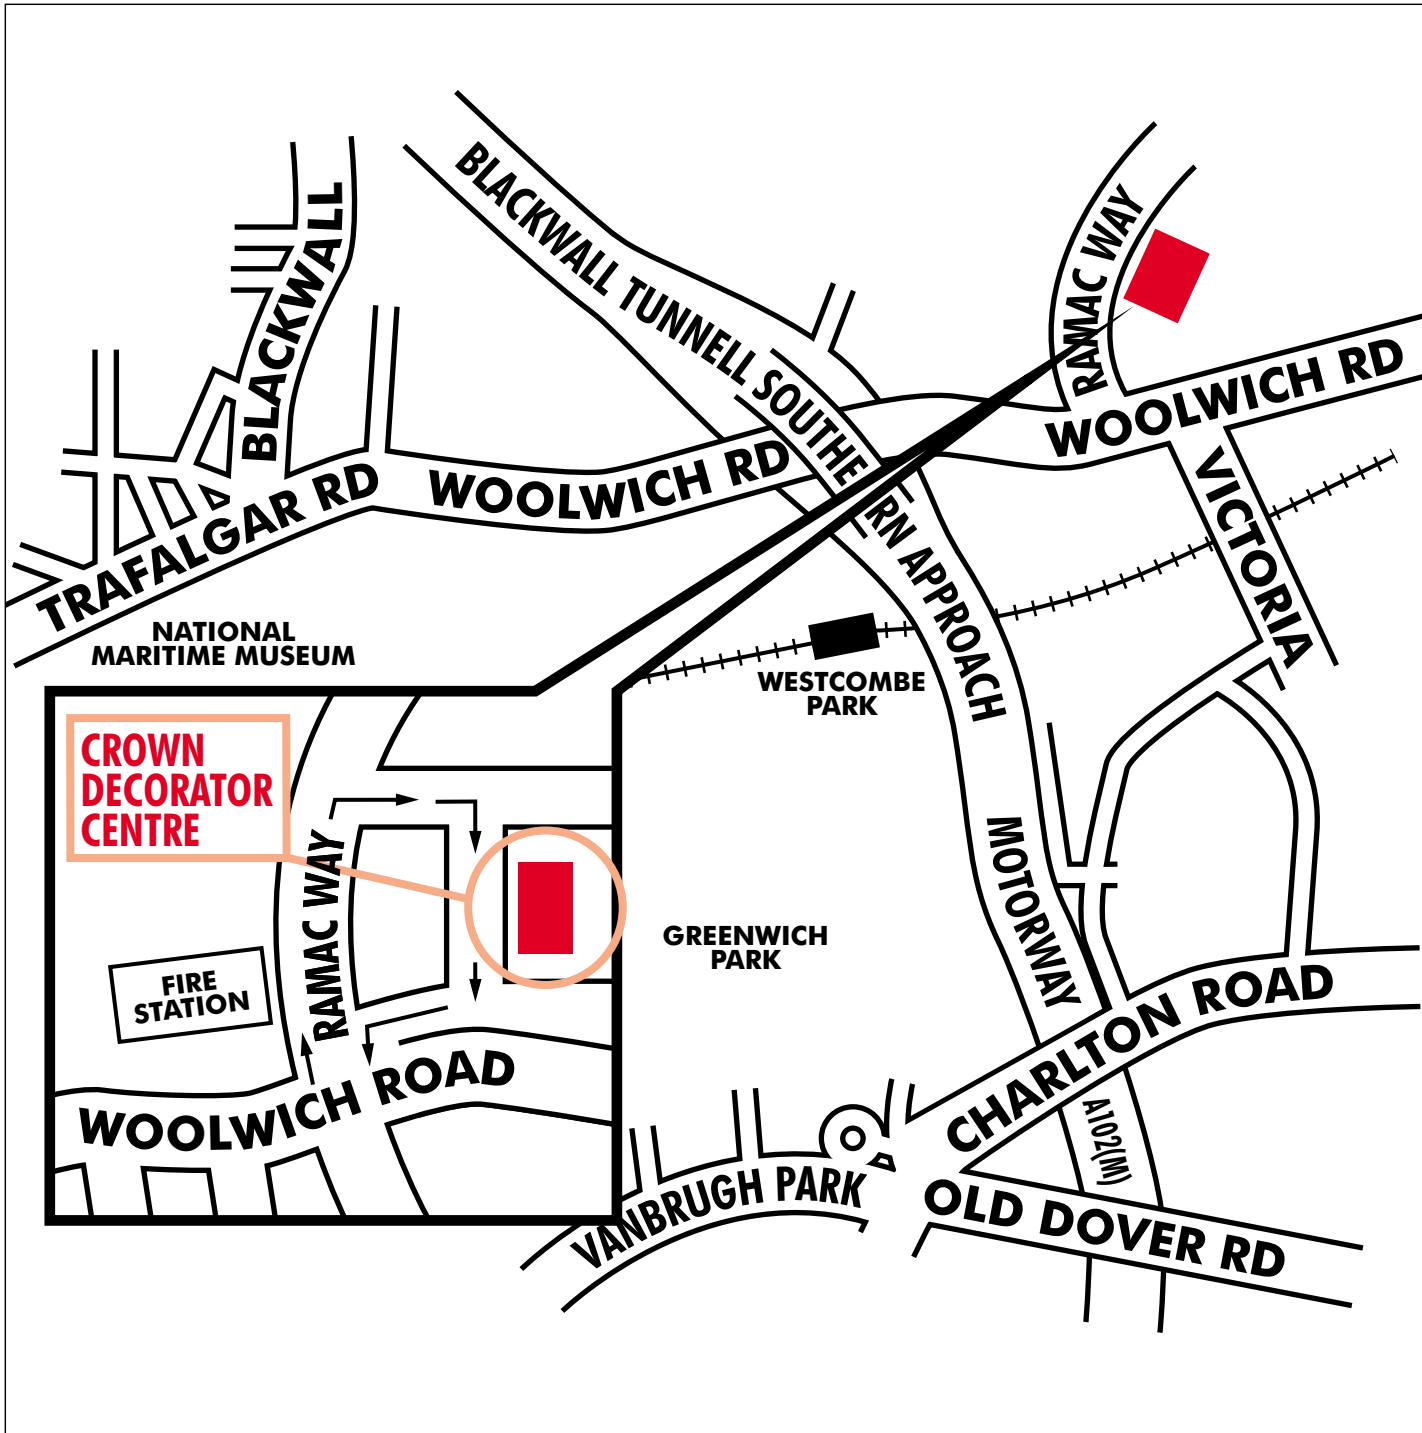 BLACKWALL
BLACKWALL TUNNELL SOUTHERN APPROACH
RAMAC WAY
WOOLWICH RD
WOOLWICH RD
TRAFALGAR RD
VICTORIA
NATIONAL
MARITIME MUSEUM
WESTCOMBE
PARK
CROWN
DECORATOR
CENTRE
RAMAC WAY
FIRE
STATION
WOOLWICH ROAD
GREENWICH
PARK
MOTORWAY
CHARLTON ROAD
A102(M)
VANBRUGH PARK
OLD DOVER RD